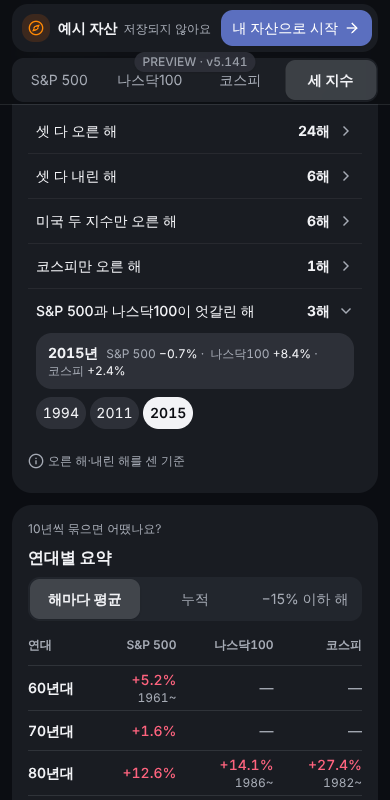 예시 자산 저장되지 않아요 내 자산으로 시작 →
PREVIEW · v5.141
S&P 500 나스닥100 코스피 세 지수
셋 다 오른 해 24해
셋 다 내린 해 6해
미국 두 지수만 오른 해 6해
코스피만 오른 해 1해
S&P 500과 나스닥100이 엇갈린 해 3해
2015년 S&P 500 −0.7% · 나스닥100 +8.4% ·
코스피 +2.4%
1994 2011 2015
오른 해·내린 해를 센 기준
10년씩 묶으면 어땠나요?
연대별 요약
해마다 평균 누적 −15% 이하 해
연대 S&P 500 나스닥100 코스피
60년대 +5.2% — —
1961~
70년대 +1.6% — —
80년대 +12.6% +14.1% +27.4%
1986~ 1982~